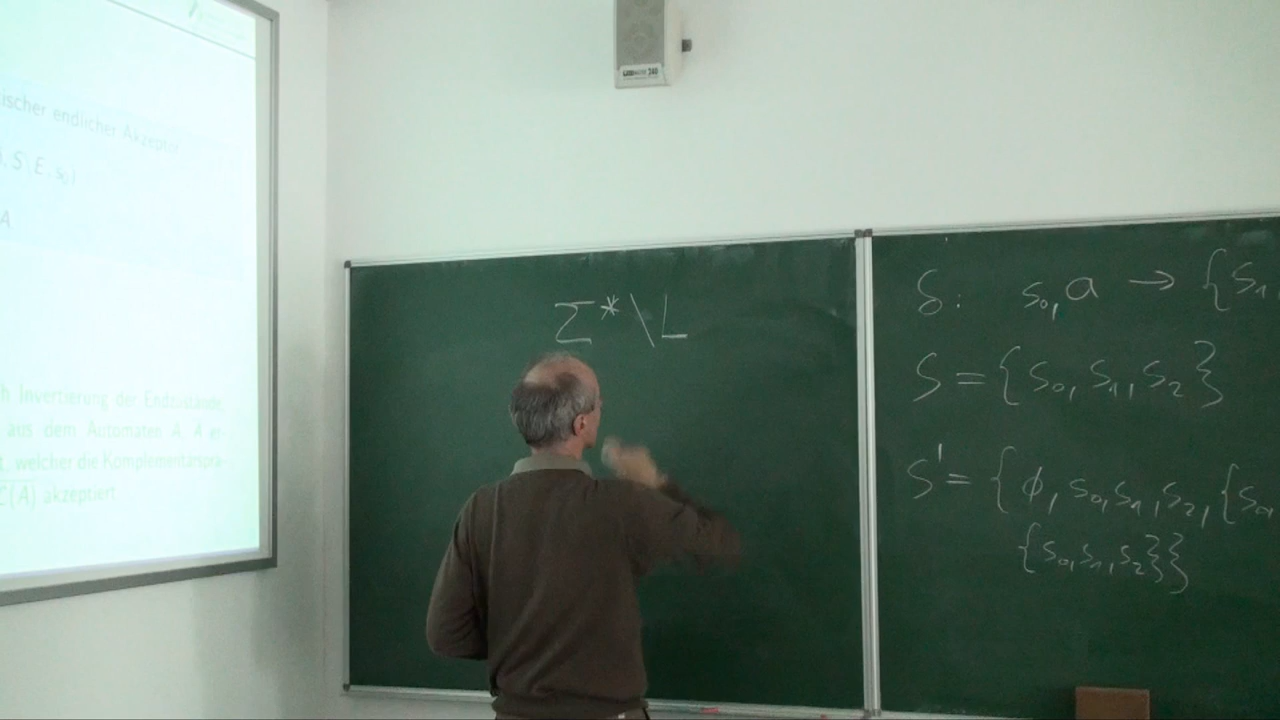 ischer endlicher Akzeptor
, S\E, s₀)
A
h Invertierung der Endzustände,
aus dem Automaten A. A er-
t, welcher die Komplementärspra-
(A) akzeptiert
Σ*\L
δ: s₀, a → {s₁,
S = {s₀, s₁, s₂}
S' = {ϕ, s₀, s₁, s₂, {s₀,
{s₀, s₁, s₂}}